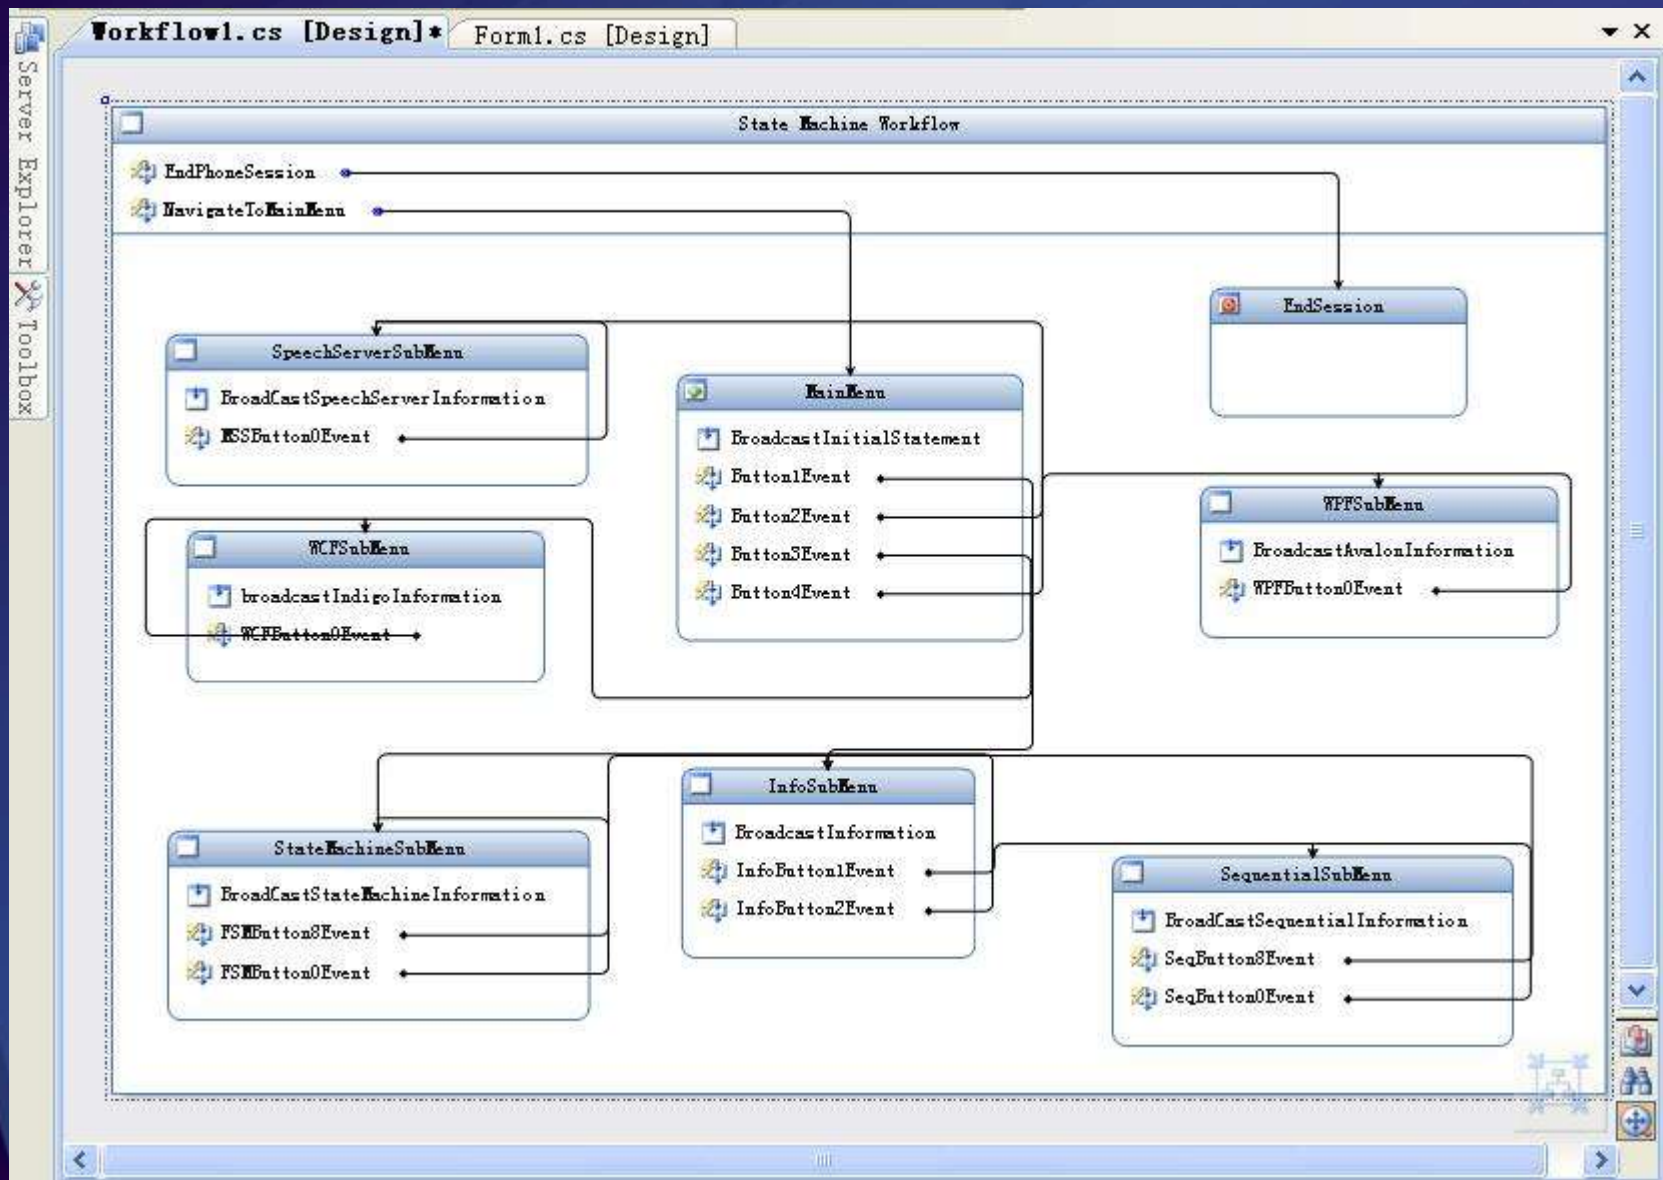 Workflow1.cs [Design]*
Form1.cs [Design]
Server Explorer
Toolbox
State Machine Workflow
EndPhoneSession
NavigateToMainMenu
EndSession
SpeechServerSubMenu
BroadCastSpeechServerInformation
MSSButton0Event
MainMenu
BroadcastInitialStatement
Button1Event
Button2Event
Button3Event
Button4Event
WPFSubMenu
BroadcastAvalonInformation
WPFButton0Event
WCFSubMenu
broadcastIndigoInformation
WCFButton0Event
InfoSubMenu
BroadcastInformation
InfoButton1Event
InfoButton2Event
StateMachineSubMenu
BroadCastStateMachineInformation
FSMButton8Event
FSMButton0Event
SequentialSubMenu
BroadCastSequentialInformation
SeqButton8Event
SeqButton0Event